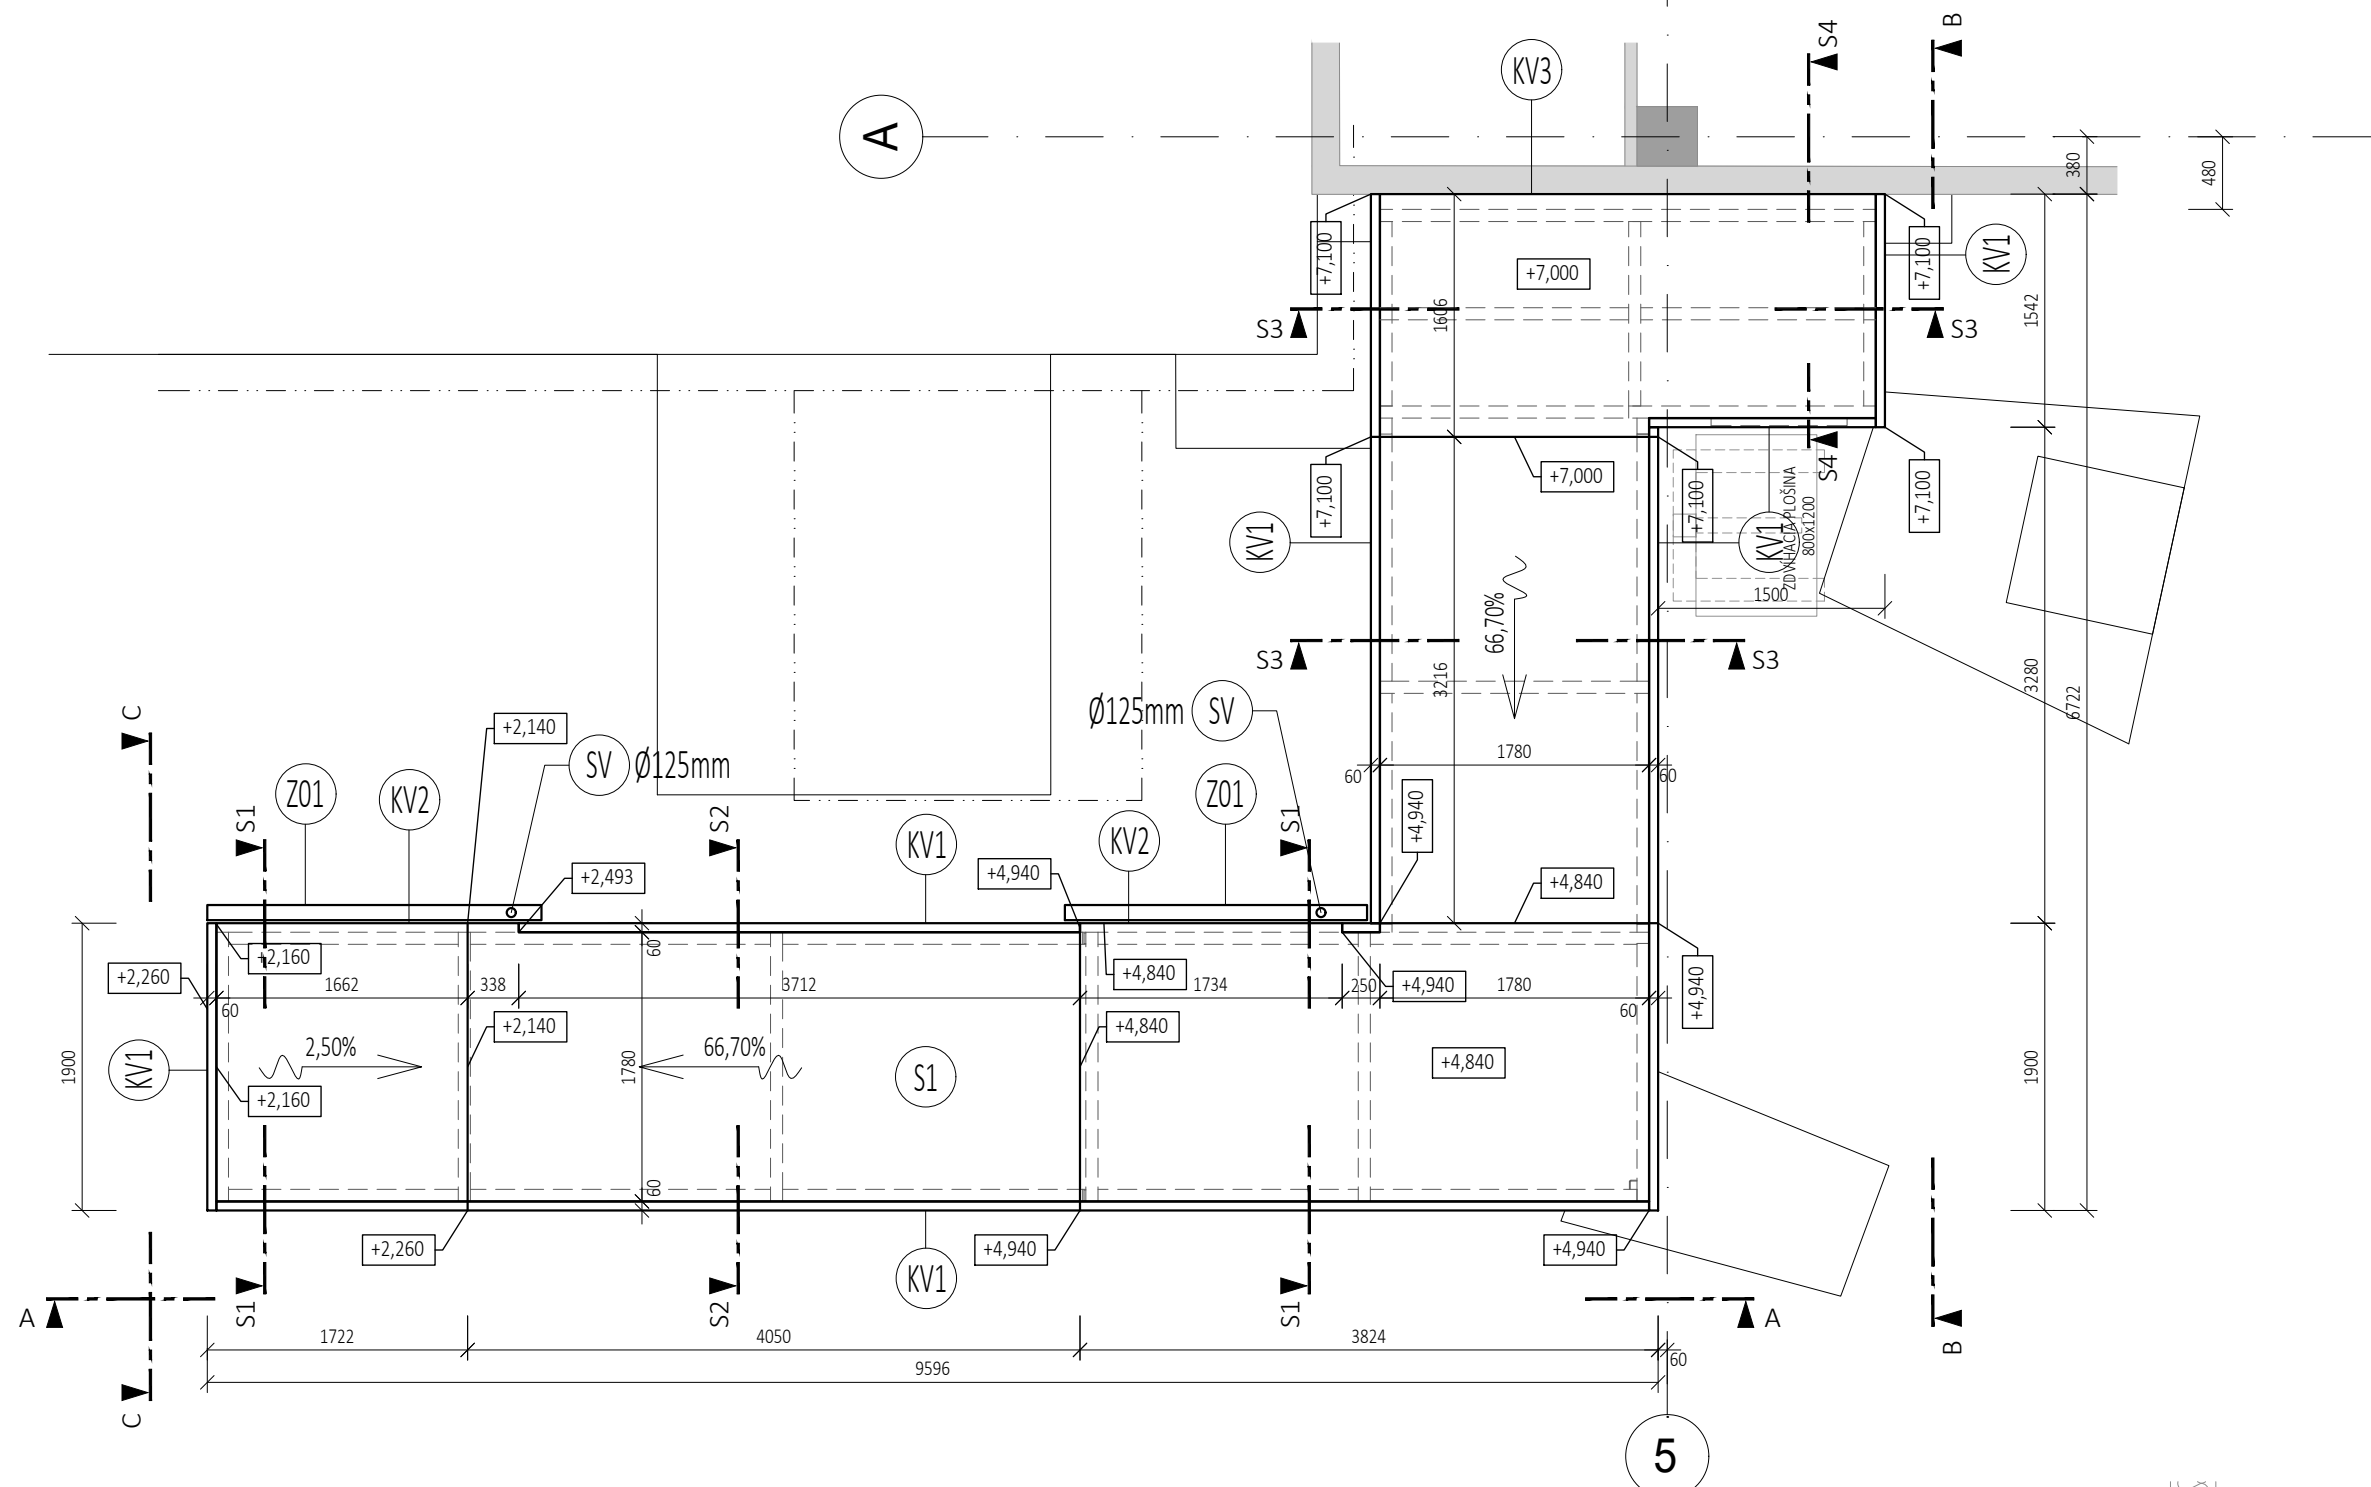 B
S4
KV3
A
380
480
+7,100
+7,100
KV1
+7,000
1606
1542
S3
S3
+7,000
+7,100
+7,100
S4
+7,100
KV1
KV1
ZDVÍHACIA PLOŠINA
800x1200
1500
66,70%
S3
S3
3216
3280
6722
C
+2,140
Ø125mm
SV
SV
Ø125mm
1780
60
60
Z01
KV2
Z01
+4,940
S1
S2
S1
KV1
KV2
+2,493
+4,940
+4,840
+2,160
60
+2,260
+4,840
+4,940
+4,940
1662
338
3712
1734
250
1780
60
60
+2,140
+4,840
1900
KV1
2,50%
1780
66,70%
S1
+4,840
1900
+2,160
60
+2,260
+4,940
+4,940
KV1
S1
S2
S1
A
A
B
1722
4050
3824
60
9596
C
5